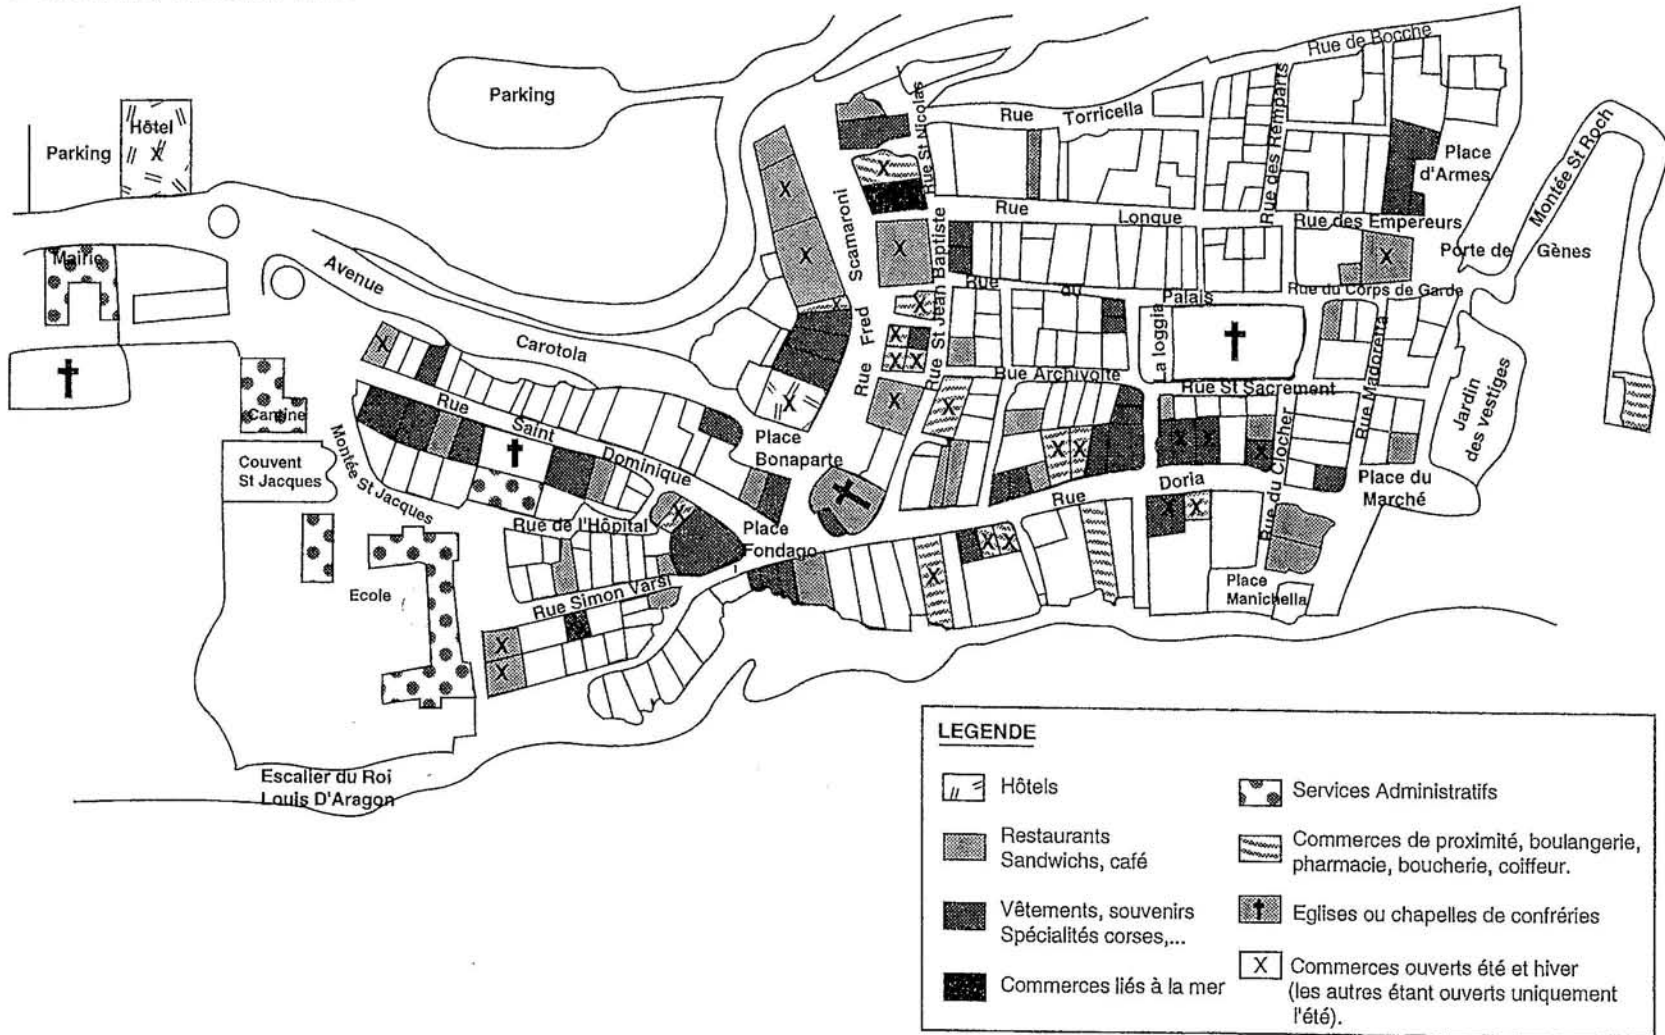 Parking
Hôtel
X
Parking
Mairie
Cantine
Couvent
St Jacques
Ecole
Escalier du Roi
Louis D'Aragon
Avenue
Carotola
Rue
Saint
Dominique
Montés St Jacques
Rue de l'Hôpital
Rue Simon Varsi
Place
Bonaparte
Place
Fondago
Rue Fred Scamaroni
Rue St Nicolas
Rue St Jean Baptiste
Rue Torricella
Rue Longue
Rue du Palais
Rue Archivolte
La loggia
Rue St Sacrement
Rue Doria
Rue de Bocche
Rue des Remparts
Rue des Empereurs
Place
d'Armes
Porte de Gènes
Montée St Roch
Rue du Corps de Garde
Rue Madoretta
Rue du Clocher
Jardin
des vestiges
Place du
Marché
Place
Manichella
LEGENDE
Hôtels
Restaurants
Sandwichs, café
Vêtements, souvenirs
Spécialités corses,...
Commerces liés à la mer
Services Administratifs
Commerces de proximité, boulangerie,
pharmacie, boucherie, coiffeur.
Eglises ou chapelles de confréries
X
Commerces ouverts été et hiver
(les autres étant ouverts uniquement
l'été).